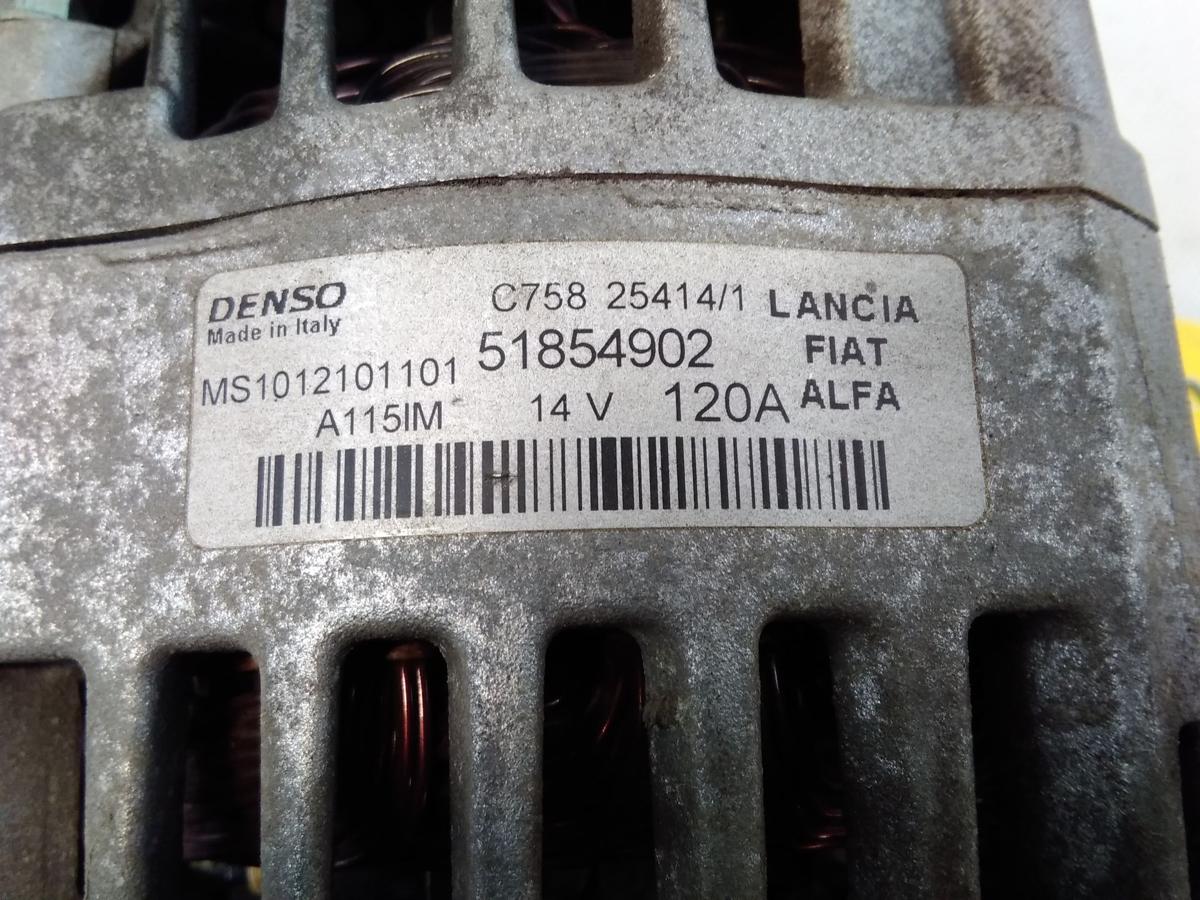 DENSO C758 25414/1 LANCIA
Made in Italy 51854902 FIAT
MS1012101101 ALFA
A115IM 14 V 120A